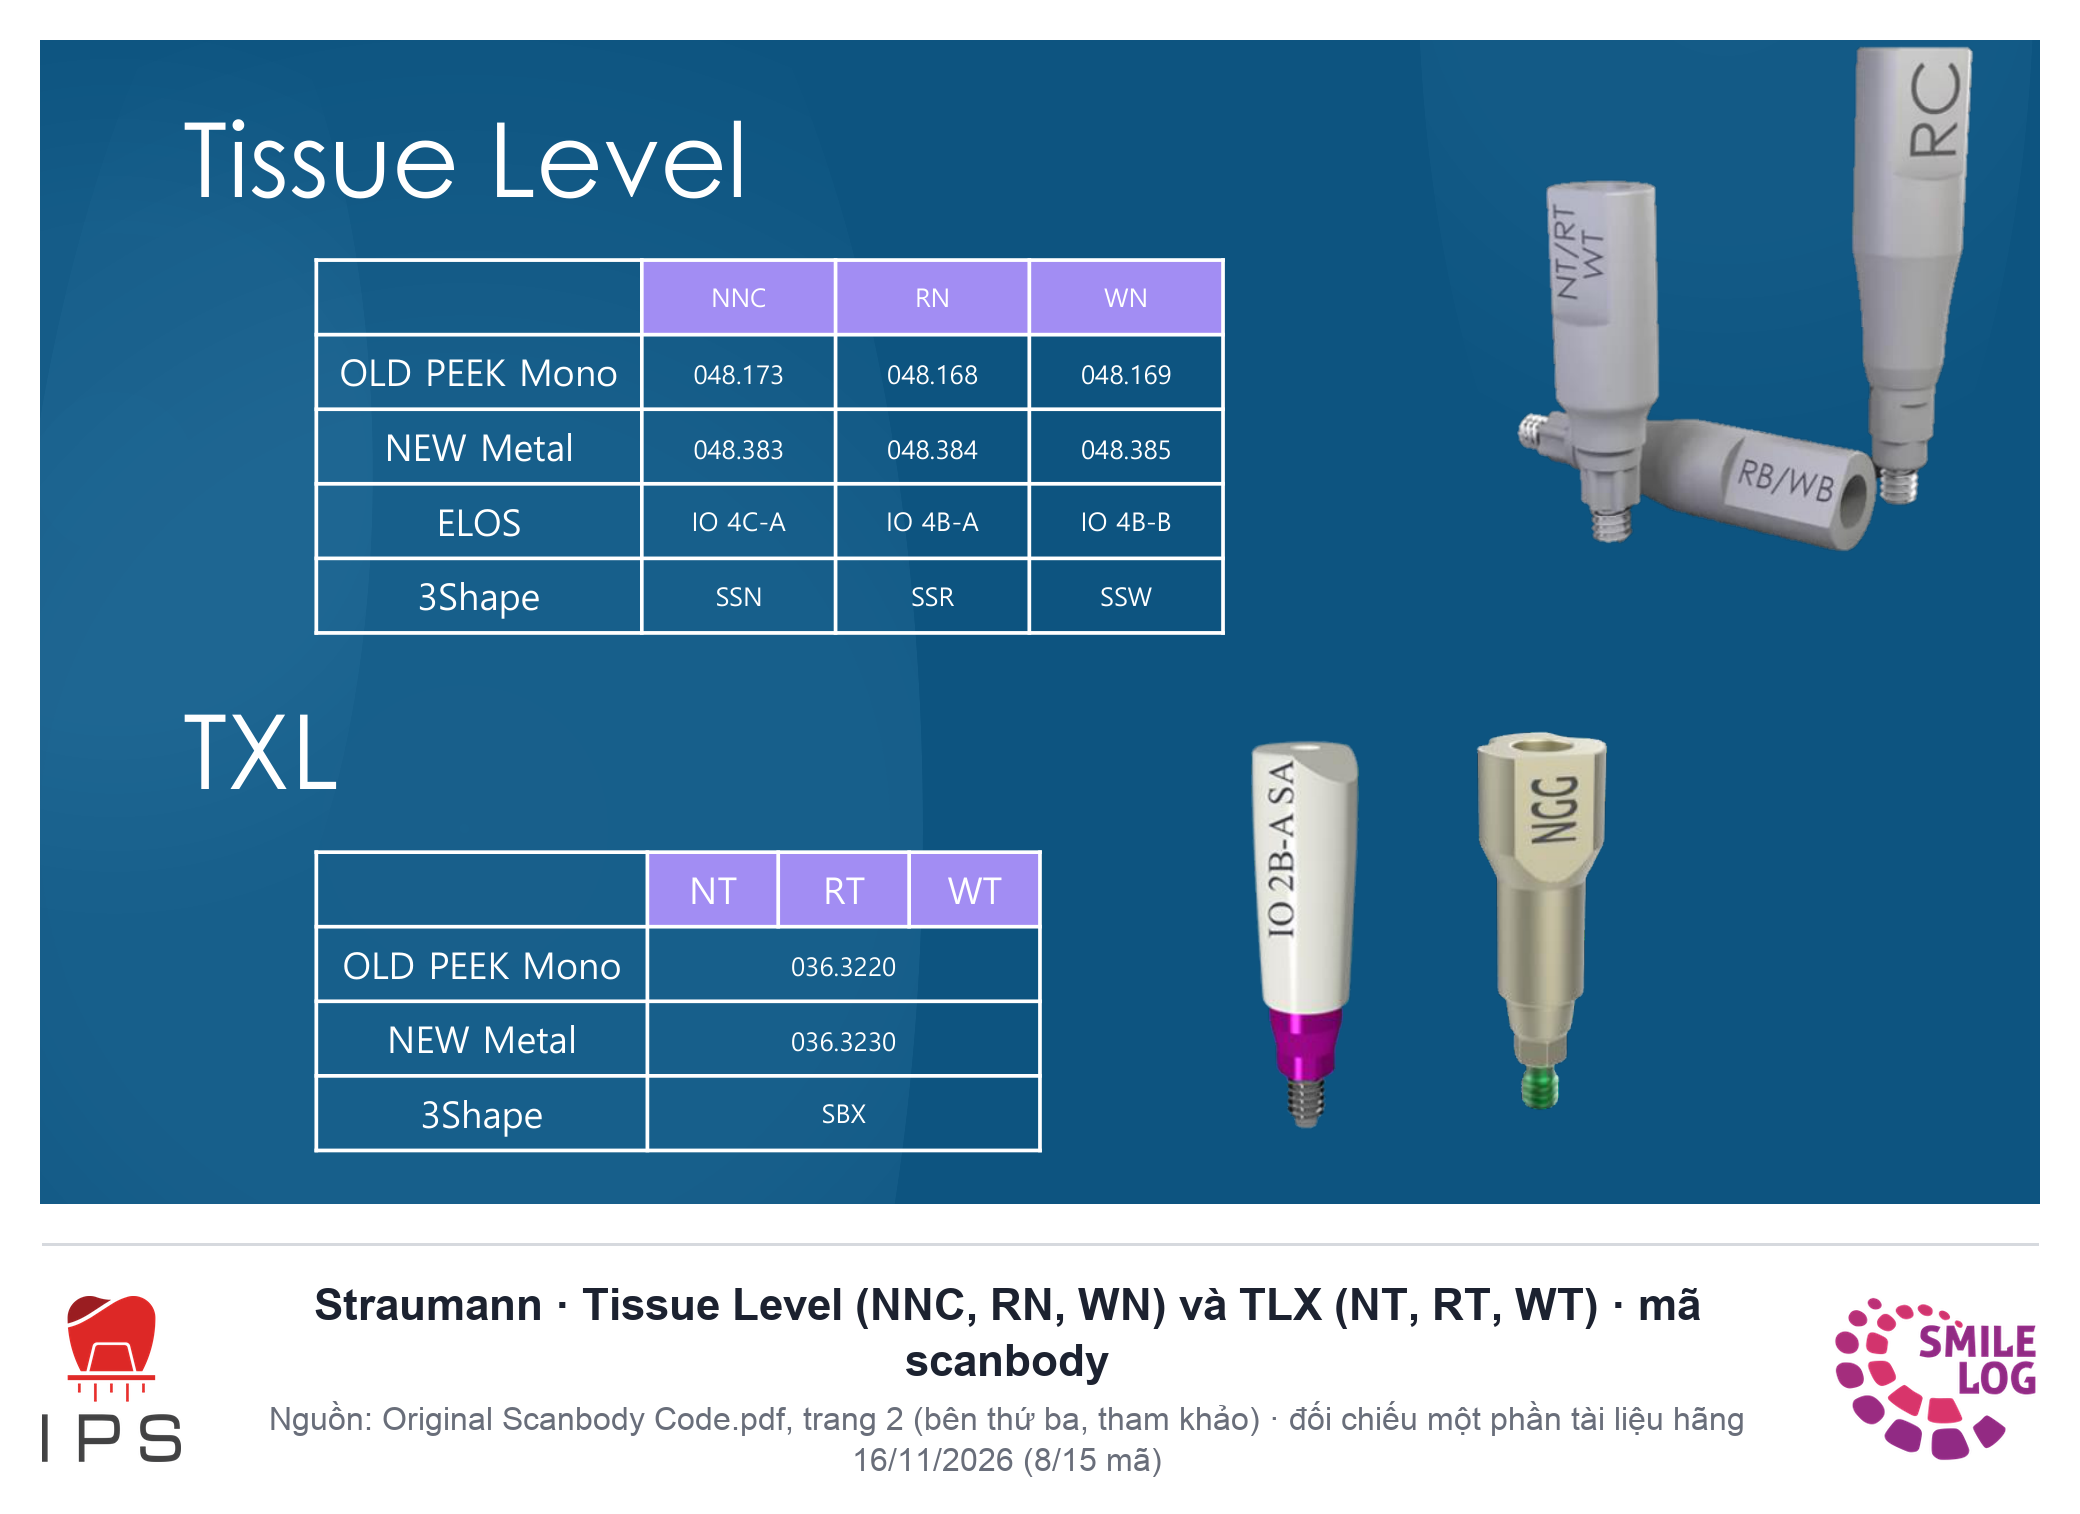 Tissue Level
NNC RN WN
OLD PEEK Mono 048.173 048.168 048.169
NEW Metal 048.383 048.384 048.385
ELOS IO 4C-A IO 4B-A IO 4B-B
3Shape SSN SSR SSW
RC
NT/RT
WT
RB/WB
TXL
NT RT WT
OLD PEEK Mono 036.3220
NEW Metal 036.3230
3Shape SBX
IO 2B-A SA
NGG
Straumann · Tissue Level (NNC, RN, WN) và TLX (NT, RT, WT) · mã
scanbody
Nguồn: Original Scanbody Code.pdf, trang 2 (bên thứ ba, tham khảo) · đối chiếu một phần tài liệu hãng
16/11/2026 (8/15 mã)
IPS
SMILE
LOG